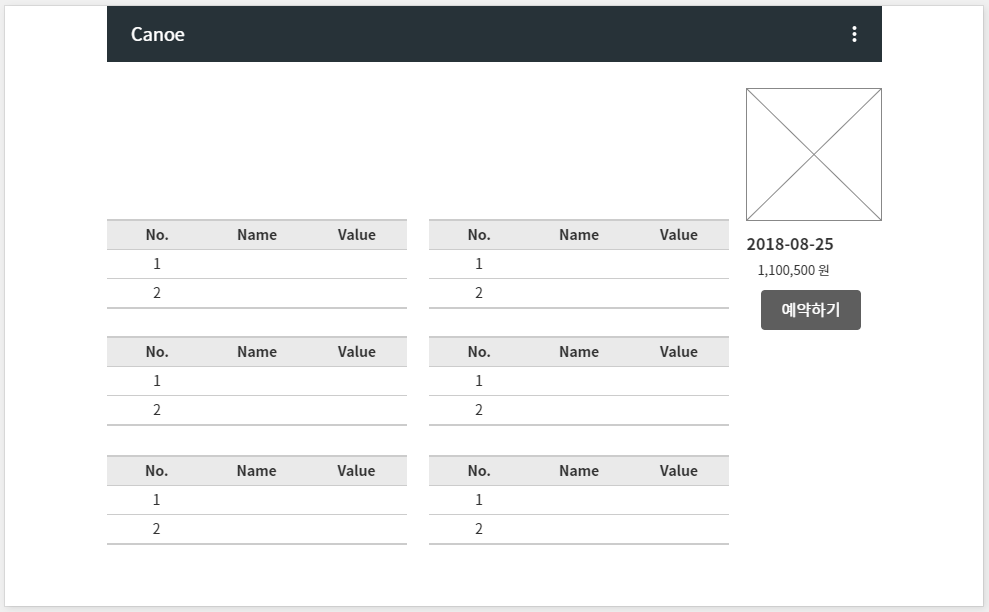 Canoe
No. Name Value
1
2
No. Name Value
1
2
No. Name Value
1
2
No. Name Value
1
2
No. Name Value
1
2
No. Name Value
1
2
2018-08-25
1,100,500 원
예약하기